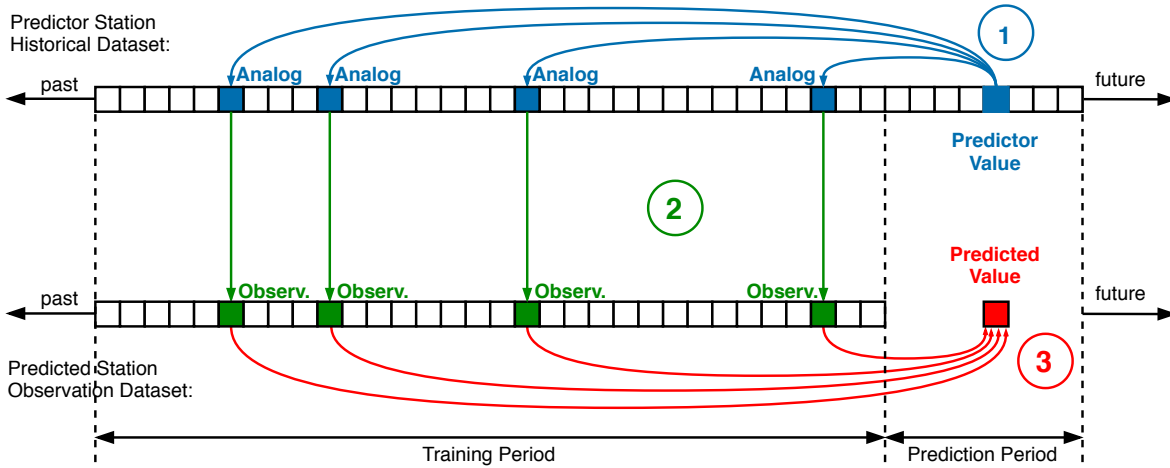 Predictor Station
Historical Dataset:
1
past
Analog
Analog
Analog
Analog
future
Predictor
Value
2
Predicted
Value
past
Observ.
Observ.
Observ.
Observ.
future
Predicted Station
Observation Dataset:
3
Training Period
Prediction Period